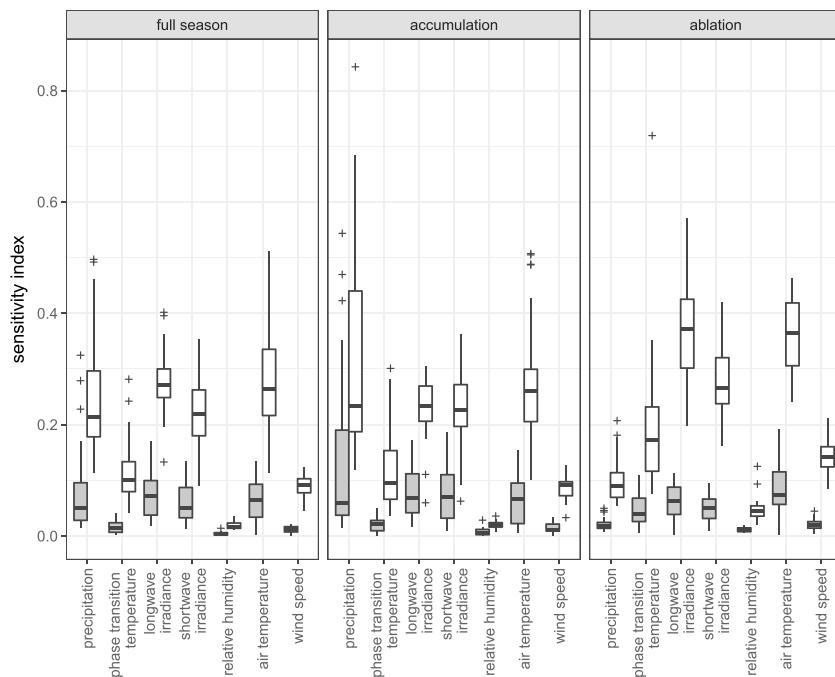 full season
accumulation
ablation
sensitivity index
0.8
0.6
0.4
0.2
0.0
precipitation
phase transition
temperature
longwave
irradiance
shortwave
irradiance
relative humidity
air temperature
wind speed
precipitation
phase transition
temperature
longwave
irradiance
shortwave
irradiance
relative humidity
air temperature
wind speed
precipitation
phase transition
temperature
longwave
irradiance
shortwave
irradiance
relative humidity
air temperature
wind speed